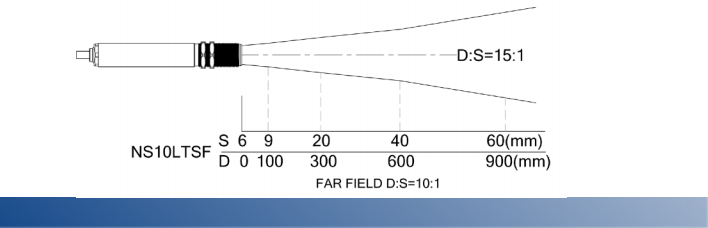 D:S=15:1
S 6 9 20 40 60(mm)
NS10LTSF
D 0 100 300 600 900(mm)
FAR FIELD D:S=10:1